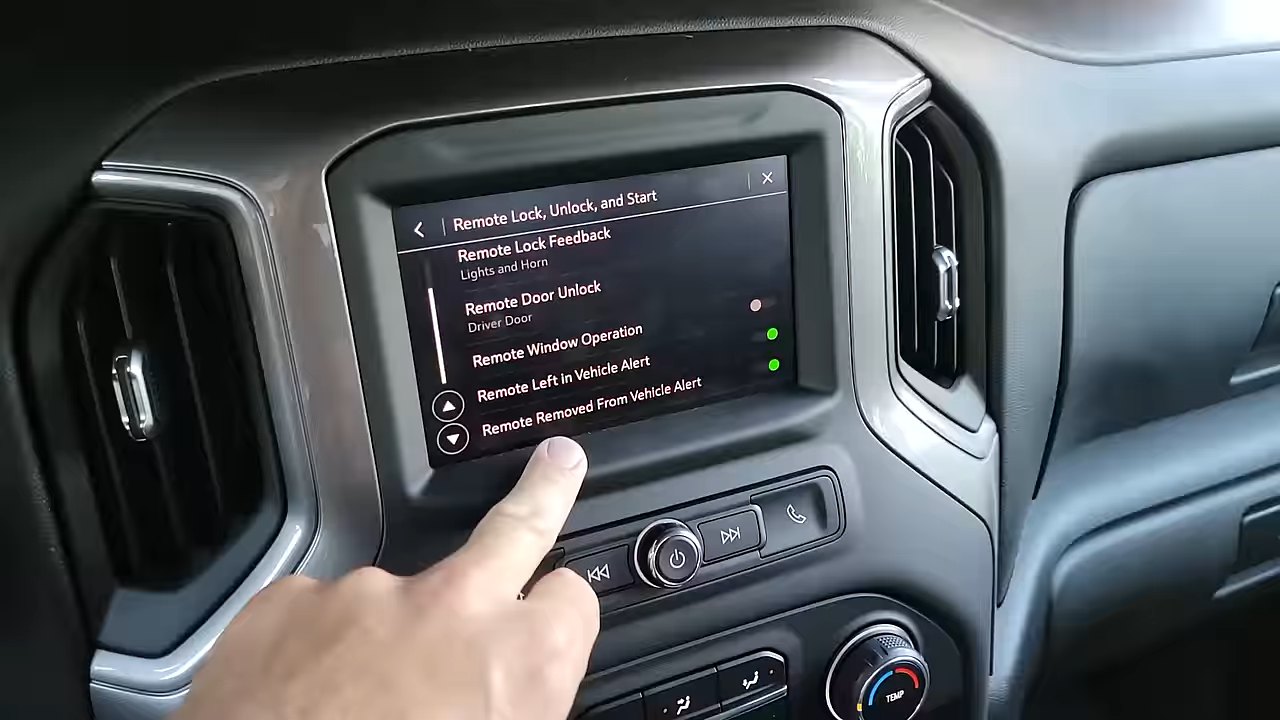 Remote Lock, Unlock, and Start
Remote Lock Feedback
Lights and Horn
Remote Door Unlock
Driver Door
Remote Window Operation
Remote Left in Vehicle Alert
Remote Removed From Vehicle Alert
TEMP